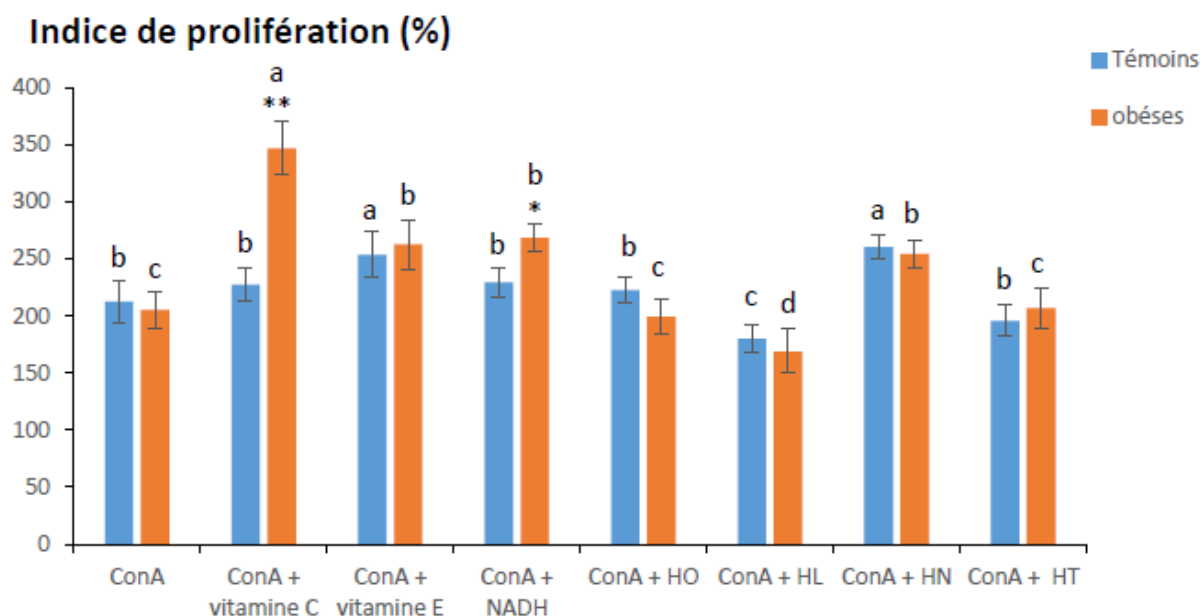 Indice de prolifération (%)
Témoins
obéses
400
350
300
250
200
150
100
50
0
b
c
b
a
**
a
b
b
b
*
b
c
c
d
a
b
b
c
ConA
ConA +
vitamine C
ConA +
vitamine E
ConA +
NADH
ConA + HO
ConA + HL
ConA + HN
ConA + HT